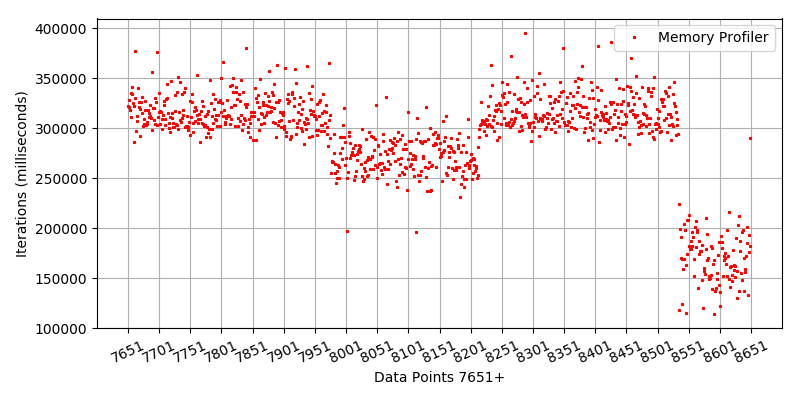 400000
350000
300000
250000
200000
150000
100000
Iterations (milliseconds)
Memory Profiler
7651 7701 7751 7801 7851 7901 7951 8001 8051 8101 8151 8201 8251 8301 8351 8401 8451 8501 8551 8601 8651
Data Points 7651+